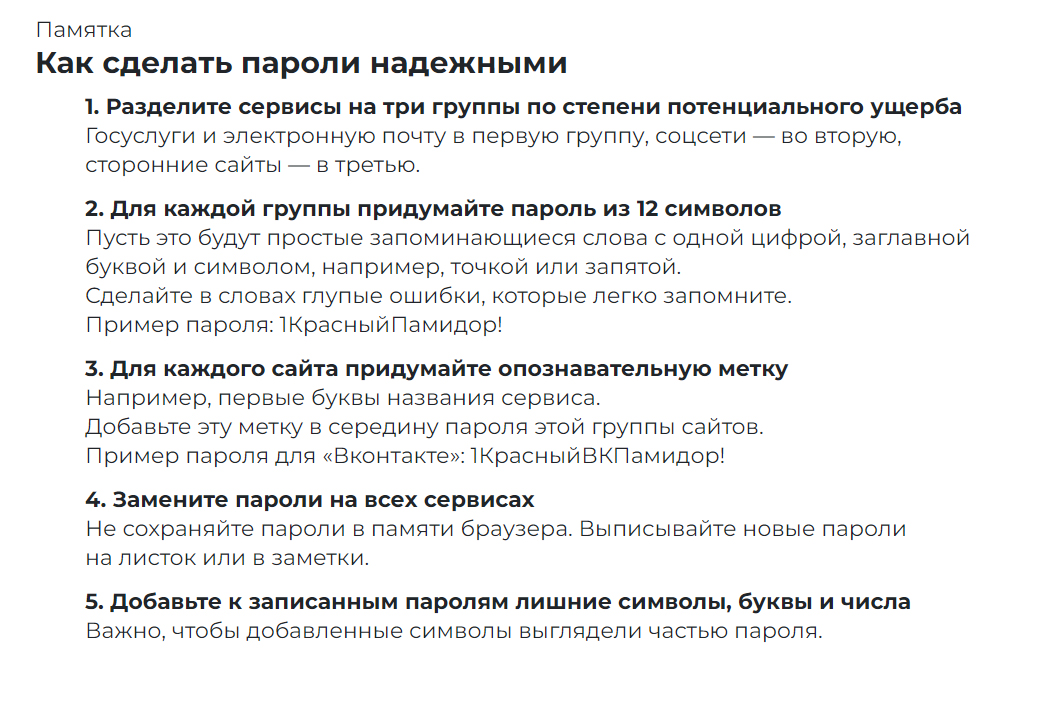 Памятка
Как сделать пароли надежными
1. Разделите сервисы на три группы по степени потенциального ущерба
Госуслуги и электронную почту в первую группу, соцсети — во вторую,
сторонние сайты — в третью.
2. Для каждой группы придумайте пароль из 12 символов
Пусть это будут простые запоминающиеся слова с одной цифрой, заглавной
буквой и символом, например, точкой или запятой.
Сделайте в словах глупые ошибки, которые легко запомните.
Пример пароля: 1КрасныйПамидор!
3. Для каждого сайта придумайте опознавательную метку
Например, первые буквы названия сервиса.
Добавьте эту метку в середину пароля этой группы сайтов.
Пример пароля для «Вконтакте»: 1КрасныйВКПамидор!
4. Замените пароли на всех сервисах
Не сохраняйте пароли в памяти браузера. Выписывайте новые пароли
на листок или в заметки.
5. Добавьте к записанным паролям лишние символы, буквы и числа
Важно, чтобы добавленные символы выглядели частью пароля.